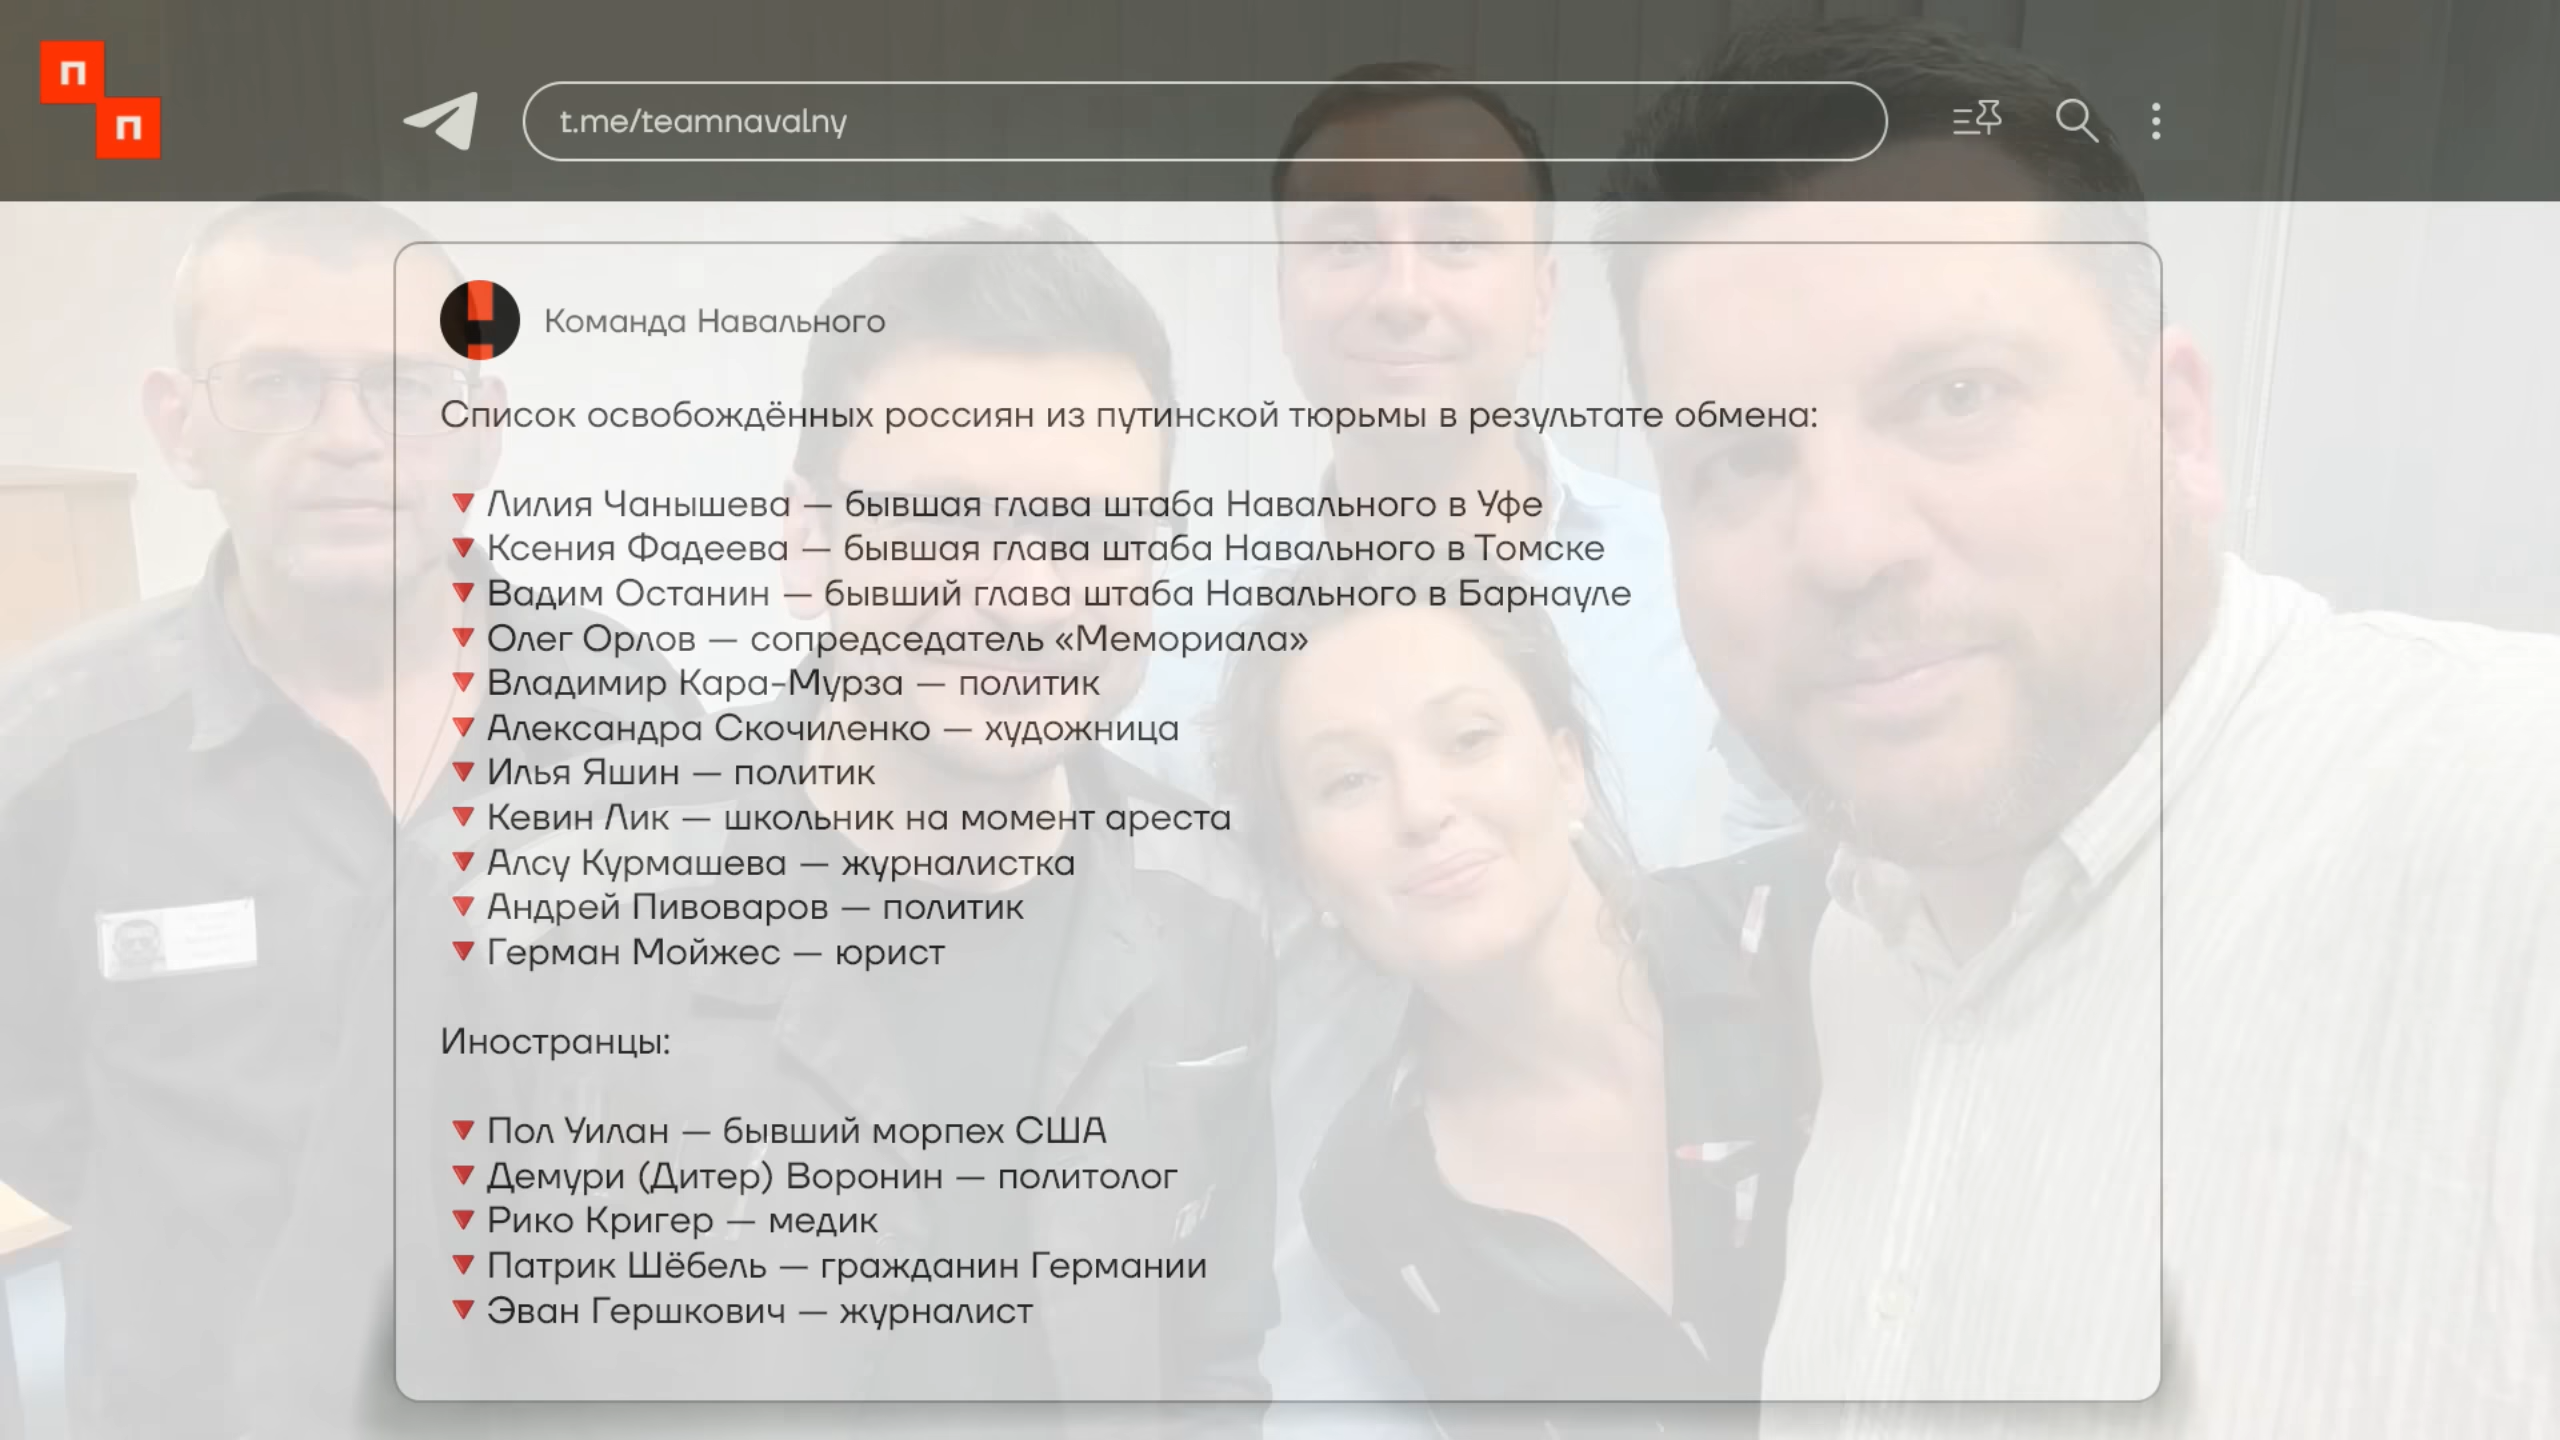 П
П
t.me/teamnavalny
Команда Навального
Список освобождённых россиян из путинской тюрьмы в результате обмена:
Лилия Чанышева — бывшая глава штаба Навального в Уфе
Ксения Фадеева — бывшая глава штаба Навального в Томске
Вадим Останин — бывший глава штаба Навального в Барнауле
Олег Орлов — сопредседатель «Мемориала»
Владимир Кара-Мурза — политик
Александра Скочиленко — художница
Илья Яшин — политик
Кевин Лик — школьник на момент ареста
Алсу Курмашева — журналистка
Андрей Пивоваров — политик
Герман Мойжес — юрист
Иностранцы:
Пол Уилан — бывший морпех США
Демури (Дитер) Воронин — политолог
Рико Кригер — медик
Патрик Шёбель — гражданин Германии
Эван Гершкович — журналист